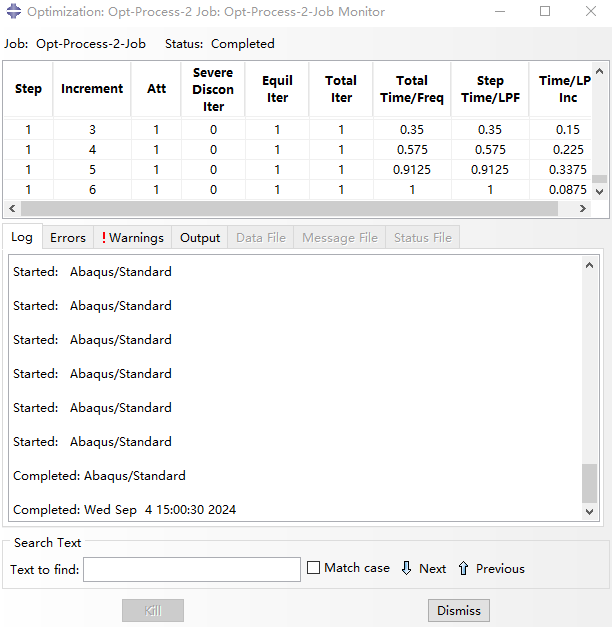 Optimization: Opt-Process-2 Job: Opt-Process-2-Job Monitor
Job: Opt-Process-2-Job Status: Completed
Step Increment Att Severe Discon Iter Equil Iter Total Iter Total Time/Freq Step Time/LPF Time/LP Inc
1 3 1 0 1 1 0.35 0.35 0.15
1 4 1 0 1 1 0.575 0.575 0.225
1 5 1 0 1 1 0.9125 0.9125 0.3375
1 6 1 0 1 1 1 1 0.0875
Log Errors ! Warnings Output Data File Message File Status File
Started: Abaqus/Standard
Started: Abaqus/Standard
Started: Abaqus/Standard
Started: Abaqus/Standard
Started: Abaqus/Standard
Started: Abaqus/Standard
Completed: Abaqus/Standard
Completed: Wed Sep 4 15:00:30 2024
Search Text
Text to find: Match case Next Previous
Kill Dismiss